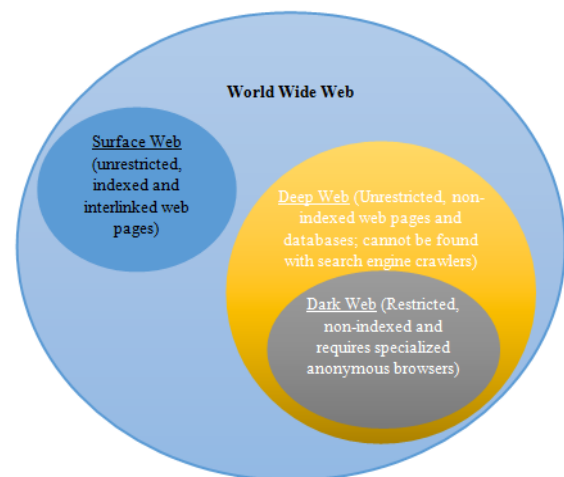 World Wide Web
Surface Web
(unrestricted,
indexed and
interlinked web
pages)
Deep Web (Unrestricted, non-
indexed web pages and
databases; cannot be found
with search engine crawlers)
Dark Web (Restricted,
non-indexed and
requires specialized
anonymous browsers)